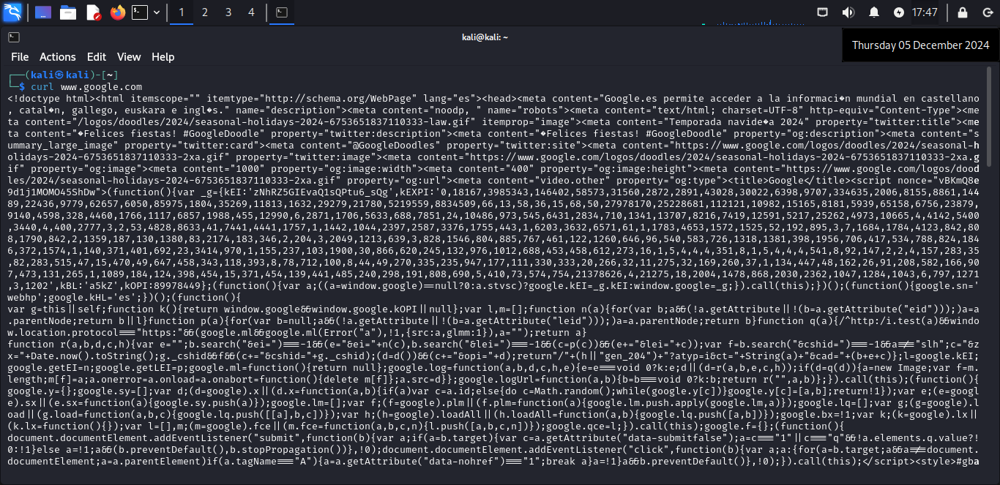 1 2 3 4 17:47
kali@kali: ~
Thursday 05 December 2024
File Actions Edit View Help
┌──(kali㉿kali)-[~]
└─$ curl www.google.com
<!doctype html><html itemscope="" itemtype="http://schema.org/WebPage" lang="es"><head><meta content="Google.es permite acceder a la informaci�n mundial en castellano
, catal�n, gallego, euskara e ingl�s." name="description"><meta content="noodp, " name="robots"><meta content="text/html; charset=UTF-8" http-equiv="Content-Type"><me
ta content="/logos/doodles/2024/seasonal-holidays-2024-6753651837110333-law.gif" itemprop="image"><meta content="Temporada navide�a 2024" property="twitter:title"><me
ta content="�Felices fiestas! #GoogleDoodle" property="twitter:description"><meta content="�Felices fiestas! #GoogleDoodle" property="og:description"><meta content="s
ummary_large_image" property="twitter:card"><meta content="@GoogleDoodles" property="twitter:site"><meta content="https://www.google.com/logos/doodles/2024/seasonal-h
olidays-2024-6753651837110333-2xa.gif" property="twitter:image"><meta content="https://www.google.com/logos/doodles/2024/seasonal-holidays-2024-6753651837110333-2xa.g
if" property="og:image"><meta content="1000" property="og:image:width"><meta content="400" property="og:image:height"><meta content="https://www.google.com/logos/dood
les/2024/seasonal-holidays-2024-6753651837110333-2xa.gif" property="og:url"><meta content="video.other" property="og:type"><title>Google</title><script nonce="vBKmQ8e
9d1j1MOMO45ShDw">(function(){var _g={kEI:'zNhRZ5GIEvaQ1sQPtu6_sQg',kEXPI:'0,18167,3985343,146402,58573,31560,2872,2891,43028,30022,6398,9707,334635,2006,8155,8861,144
89,22436,9779,62657,6050,85975,1804,35269,11813,1632,29279,21780,5219559,8834509,66,13,58,36,15,68,50,27978170,25228681,112121,10982,15165,8181,5939,65158,6756,23879,
9140,4598,328,4460,1766,1117,6857,1988,455,12990,6,2871,1706,5633,688,7851,24,10486,973,545,6431,2834,710,1341,13707,8216,7419,12591,5217,25262,4973,10665,4,4142,5400
,3440,4,400,2777,3,2,53,4828,8633,41,7441,4441,1757,1,1442,1044,2397,2587,3376,1755,443,1,6203,3632,6571,61,1,1783,4653,1572,1525,52,192,895,3,7,1684,1784,4123,842,80
8,1790,842,2,1359,187,130,1380,83,2174,183,346,2,204,3,2049,1213,639,3,828,1546,804,885,767,461,122,1260,646,96,540,583,726,1318,1381,398,1956,706,417,534,788,824,184
6,372,1574,1,140,371,401,692,23,3414,970,1,155,237,103,1900,30,866,620,245,132,976,1012,688,453,458,612,273,16,1,5,4,4,4,351,8,1,5,4,4,4,541,8,92,147,2,2,4,157,283,35
,82,283,515,47,15,470,49,647,458,343,118,393,8,78,712,100,8,44,49,270,335,235,947,177,111,330,333,20,266,32,11,275,32,169,260,37,1,134,447,48,162,26,91,208,582,166,90
7,473,131,265,1,1089,184,124,398,454,15,371,454,139,441,485,240,298,191,808,690,5,410,73,574,754,21378626,4,21275,18,2004,1478,868,2030,2362,1047,1284,1043,6,797,1271
,3,1202',kBL:'a5kZ',kOPI:89978449};(function(){var a;((a=window.google)==null?0:a.stvsc)?google.kEI=_g.kEI:window.google=_g;}).call(this);})();(function(){google.sn='
webhp';google.kHL='es';})();(function(){
var g=this||self;function k(){return window.google&&window.google.kOPI||null};var l,m=[];function n(a){for(var b;a&&(!a.getAttribute||!(b=a.getAttribute("eid")));)a=a
.parentNode;return b||l}function p(a){for(var b=null;a&&(!a.getAttribute||!(b=a.getAttribute("leid")));)a=a.parentNode;return b}function q(a){/^http:/i.test(a)&&windo
w.location.protocol==="https:"&&(google.ml&&google.ml(Error("a"),!1,{src:a,glmm:1}),a="");return a}
function r(a,b,d,c,h){var e="";b.search("&ei=")===-1&&(e="&ei="+n(c),b.search("&lei=")===-1&&(c=p(c))&&(e+="&lei="+c));var f=b.search("&cshid=")===-1&&a!=="slh";c="&z
x="+Date.now().toString();g._cshid&&f&&(c+="&cshid="+g._cshid);(d=d())&&(c+="&opi="+d);return"/"+(h||"gen_204")+"?atyp=i&ct="+String(a)+"&cad="+(b+e+c)};l=google.kEI;
google.getEI=n;google.getLEI=p;google.ml=function(){return null};google.log=function(a,b,d,c,h,e){e=e===void 0?k:e;d||(d=r(a,b,e,c,h));if(d=q(d)){a=new Image;var f=m.
length;m[f]=a;a.onerror=a.onload=a.onabort=function(){delete m[f]};a.src=d}};google.logUrl=function(a,b){b=b===void 0?k:b;return r("",a,b)};}).call(this);(function(){
google.y={};google.sy=[];var d;(d=google).x||(d.x=function(a,b){if(a)var c=a.id;else{do c=Math.random();while(google.y[c])}google.y[c]=[a,b];return!1});var e;(e=googl
e).sx||(e.sx=function(a){google.sy.push(a)});google.lm=[];var f;(f=google).plm||(f.plm=function(a){google.lm.push.apply(google.lm,a)});google.lq=[];var g;(g=google).l
oad||(g.load=function(a,b,c){google.lq.push([[a],b,c])});var h;(h=google).loadAll||(h.loadAll=function(a,b){google.lq.push([a,b])});google.bx=!1;var k;(k=google).lx||
(k.lx=function(){});var l=[],m;(m=google).fce||(m.fce=function(a,b,c,n){l.push([a,b,c,n])});google.qce=l;}).call(this);google.f={};(function(){
document.documentElement.addEventListener("submit",function(b){var a;if(a=b.target){var c=a.getAttribute("data-submitfalse");a=c==="1"||c==="q"&&!a.elements.q.value?!
0:!1}else a=!1;a&&(b.preventDefault(),b.stopPropagation())},!0);document.documentElement.addEventListener("click",function(b){var a;a:{for(a=b.target;a&&a!==document.
documentElement;a=a.parentElement)if(a.tagName==="A"){a=a.getAttribute("data-nohref")==="1";break a}a=!1}a&&b.preventDefault()},!0);}).call(this);</script><style>#gba